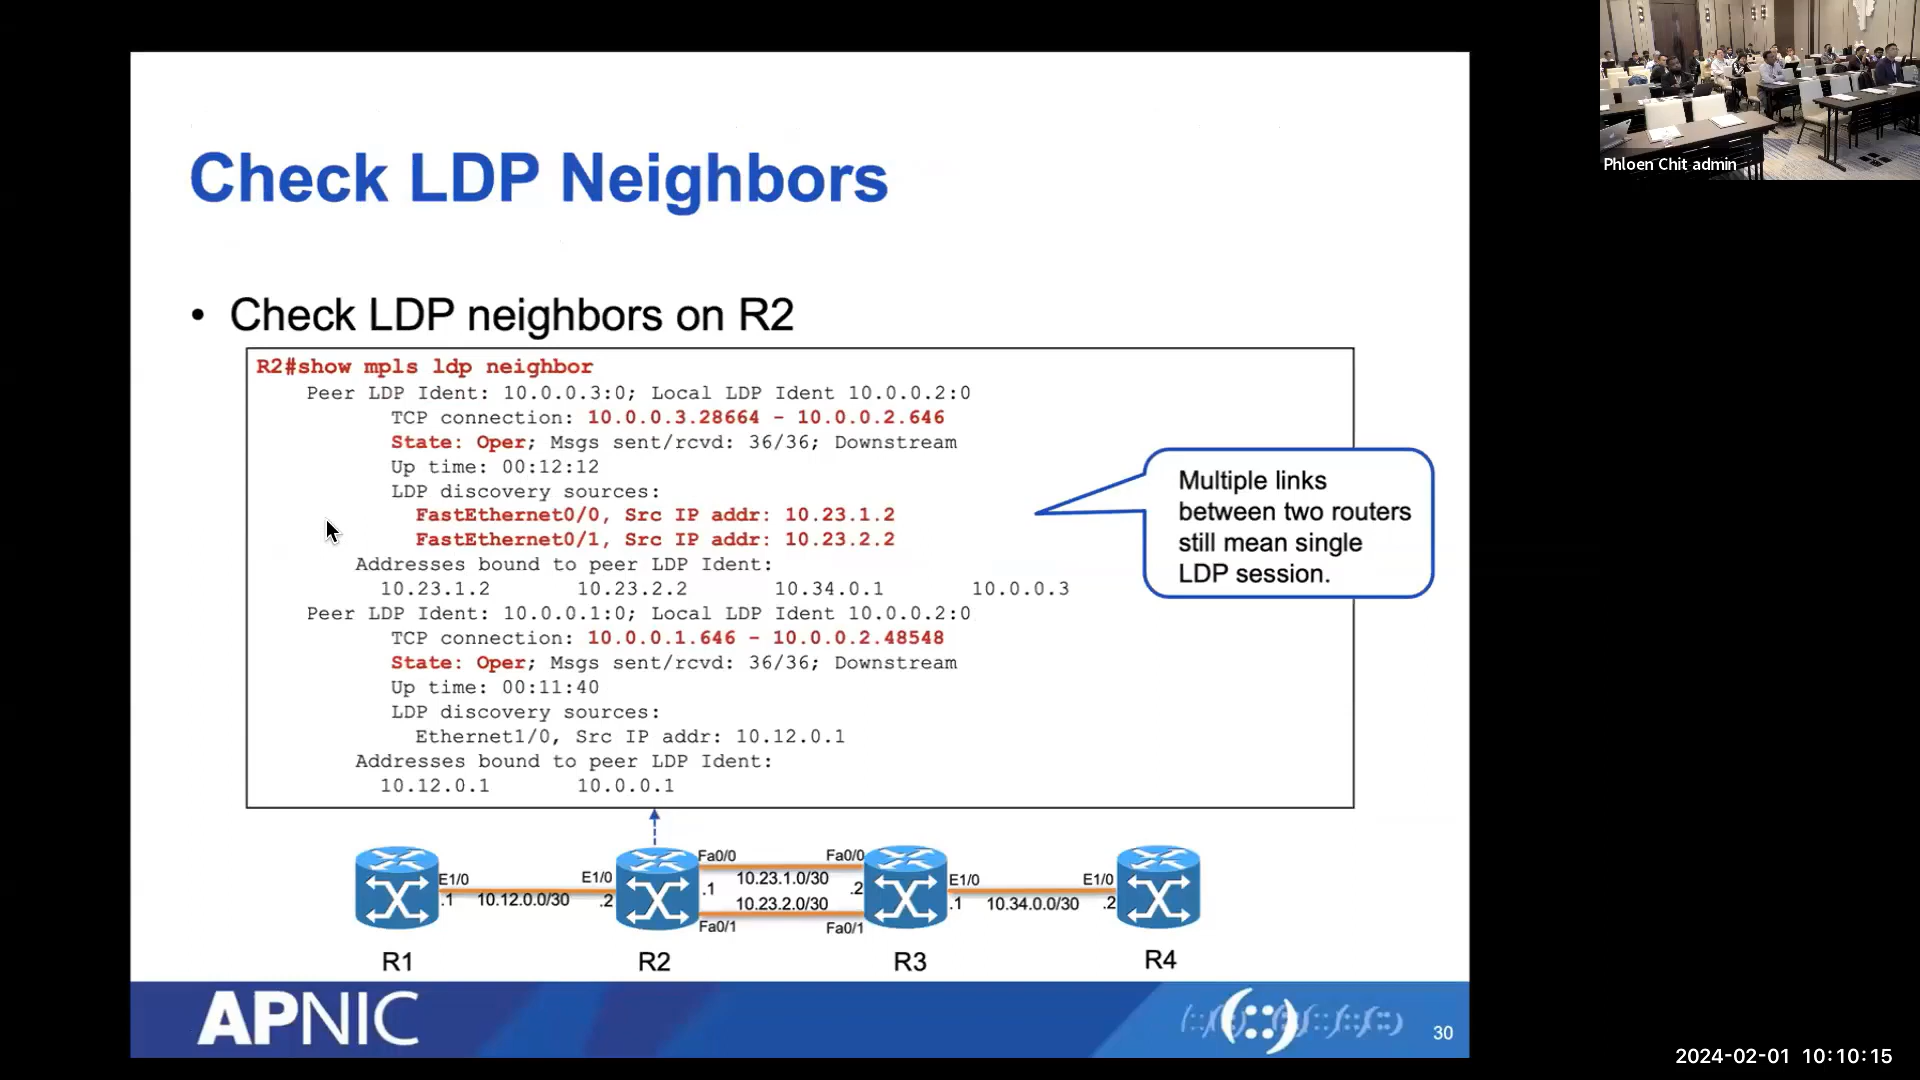 Check LDP Neighbors
• Check LDP neighbors on R2
R2#show mpls ldp neighbor
Peer LDP Ident: 10.0.0.3:0; Local LDP Ident 10.0.0.2:0
TCP connection: 10.0.0.3.28664 - 10.0.0.2.646
State: Oper; Msgs sent/rcvd: 36/36; Downstream
Up time: 00:12:12
LDP discovery sources:
FastEthernet0/0, Src IP addr: 10.23.1.2
FastEthernet0/1, Src IP addr: 10.23.2.2
Addresses bound to peer LDP Ident:
10.23.1.2 10.23.2.2 10.34.0.1 10.0.0.3
Peer LDP Ident: 10.0.0.1:0; Local LDP Ident 10.0.0.2:0
TCP connection: 10.0.0.1.646 - 10.0.0.2.48548
State: Oper; Msgs sent/rcvd: 36/36; Downstream
Up time: 00:11:40
LDP discovery sources:
Ethernet1/0, Src IP addr: 10.12.0.1
Addresses bound to peer LDP Ident:
10.12.0.1 10.0.0.1
Multiple links
between two routers
still mean single
LDP session.
Fa0/0 Fa0/0
E1/0 E1/0 10.23.1.0/30 E1/0 E1/0
.1 10.12.0.0/30 .2 .1 .2 .1 10.34.0.0/30 .2
10.23.2.0/30
Fa0/1 Fa0/1
R1 R2 R3 R4
APNIC
30
Phloen Chit admin
2024-02-01 10:10:15